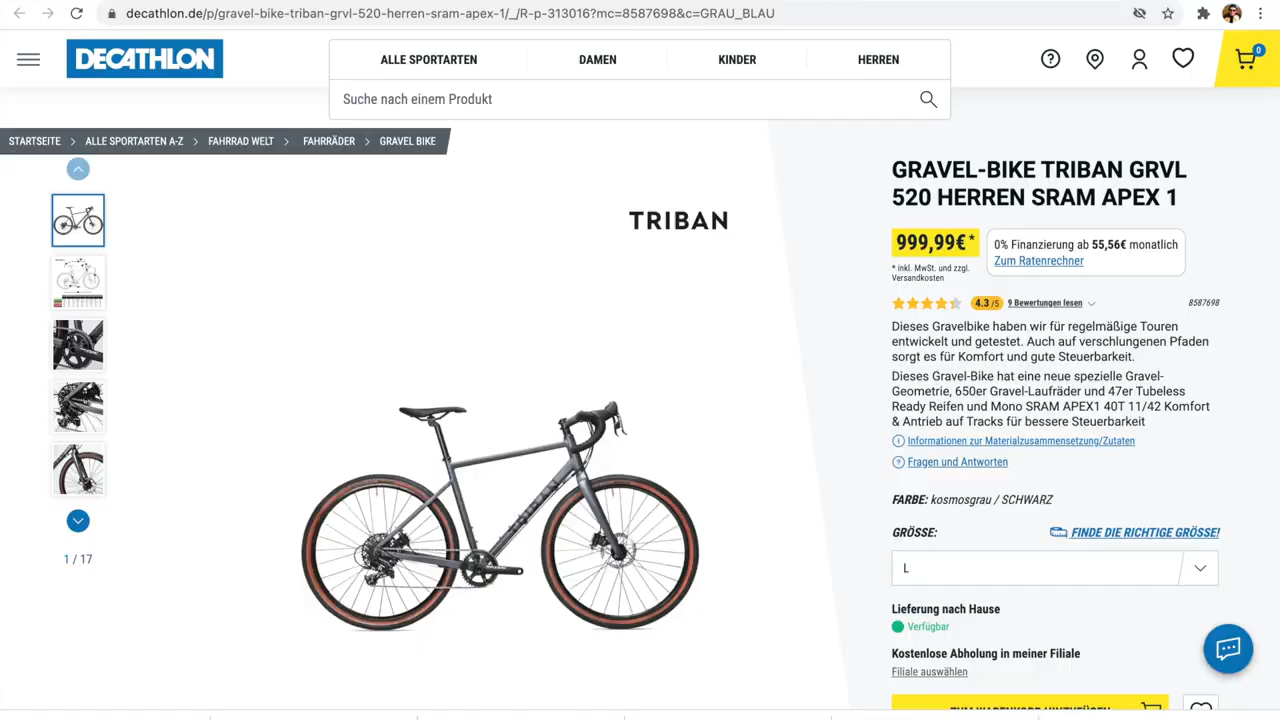 decathlon.de/p/gravel-bike-triban-grvl-520-herren-sram-apex-1/_/R-p-313016?mc=8587698&c=GRAU_BLAU
DECATHLON
ALLE SPORTARTEN
DAMEN
KINDER
HERREN
0
Suche nach einem Produkt
STARTSEITE > ALLE SPORTARTEN A-Z > FAHRRAD WELT > FAHRRÄDER > GRAVEL BIKE
TRIBAN
1 / 17
GRAVEL-BIKE TRIBAN GRVL
520 HERREN SRAM APEX 1
999,99€*
* inkl. MwSt. und zzgl.
Versandkosten
0% Finanzierung ab 55,56€ monatlich
Zum Ratenrechner
4.3/5 9 Bewertungen lesen
8587698
Dieses Gravelbike haben wir für regelmäßige Touren
entwickelt und getestet. Auch auf verschlungenen Pfaden
sorgt es für Komfort und gute Steuerbarkeit.
Dieses Gravel-Bike hat eine neue spezielle Gravel-
Geometrie, 650er Gravel-Laufräder und 47er Tubeless
Ready Reifen und Mono SRAM APEX1 40T 11/42 Komfort
& Antrieb auf Tracks für bessere Steuerbarkeit
Informationen zur Materialzusammensetzung/Zutaten
Fragen und Antworten
FARBE: kosmosgrau / SCHWARZ
GRÖSSE:
FINDE DIE RICHTIGE GRÖSSE!
L
Lieferung nach Hause
Verfügbar
Kostenlose Abholung in meiner Filiale
Filiale auswählen
ZUM WARENKORB HINZUFÜGEN